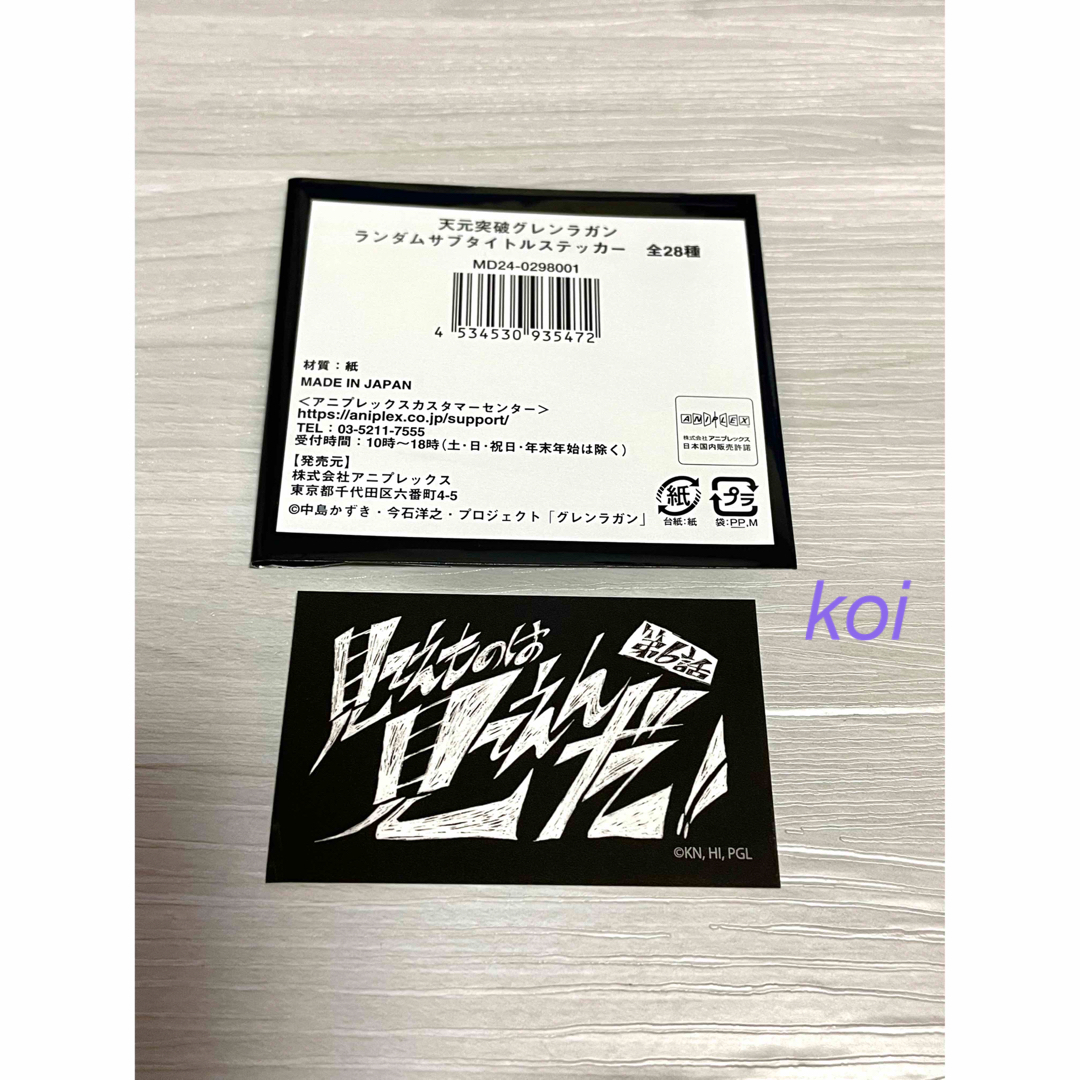 天元突破グレンラガン
ランダムサブタイトルステッカー　全28種
MD24-0298001
4 534530 935472
材質：紙
MADE IN JAPAN
＜アニプレックスカスタマーセンター＞
https://aniplex.co.jp/support/
TEL：03-5211-7555
受付時間：10時～18時（土・日・祝日・年末年始は除く）
【発売元】
株式会社アニプレックス
東京都千代田区六番町4-5
©中島かずき・今石洋之・プロジェクト「グレンラガン」
ANIPLEX
株式会社アニプレックス
日本国内販売許諾
紙
台紙：紙
プラ
袋：PP,M
koi
第6話
見てえものは
見てえんだ!!
©KN, HI, PGL